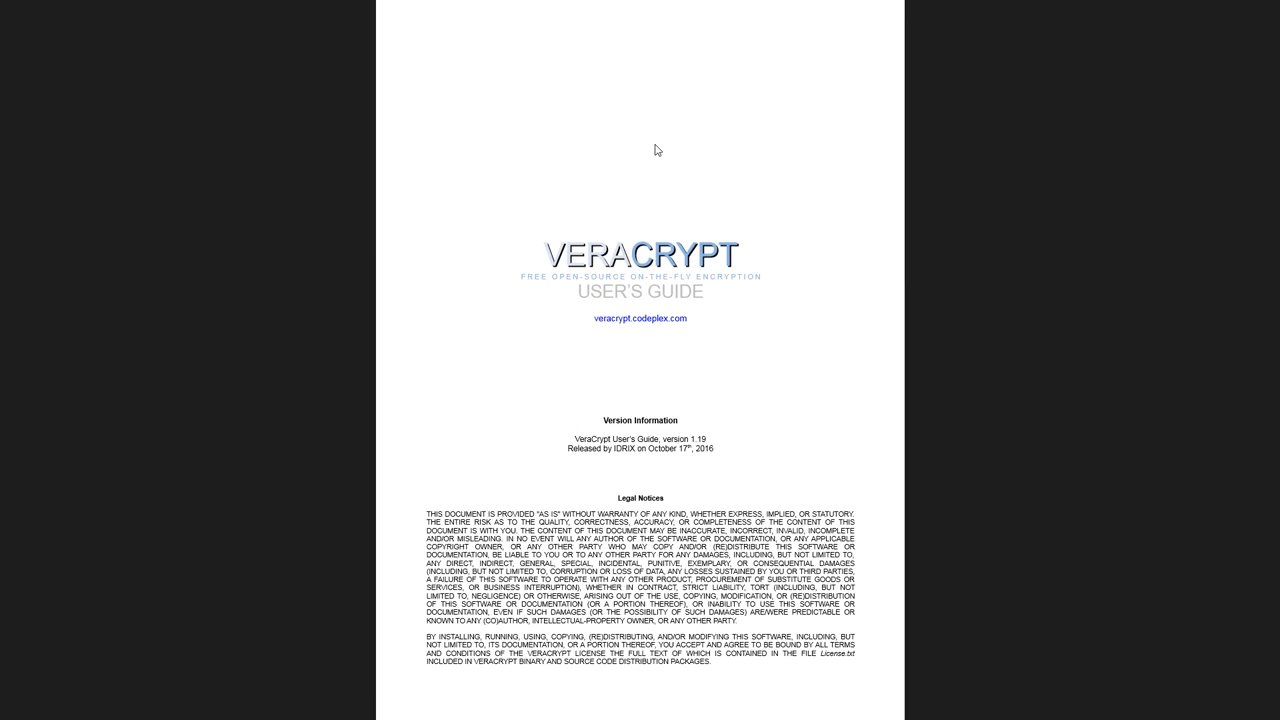 VERACRYPT
FREE OPEN-SOURCE ON-THE-FLY ENCRYPTION
USER'S GUIDE
veracrypt.codeplex.com
Version Information
VeraCrypt User's Guide, version 1.19
Released by IDRIX on October 17th, 2016
Legal Notices
THIS DOCUMENT IS PROVIDED "AS IS" WITHOUT WARRANTY OF ANY KIND, WHETHER EXPRESS, IMPLIED, OR STATUTORY.
THE ENTIRE RISK AS TO THE QUALITY, CORRECTNESS, ACCURACY, OR COMPLETENESS OF THE CONTENT OF THIS
DOCUMENT IS WITH YOU. THE CONTENT OF THIS DOCUMENT MAY BE INACCURATE, INCORRECT, INVALID, INCOMPLETE
AND/OR MISLEADING. IN NO EVENT WILL ANY AUTHOR OF THE SOFTWARE OR DOCUMENTATION, OR ANY APPLICABLE
COPYRIGHT OWNER, OR ANY OTHER PARTY WHO MAY COPY AND/OR (RE)DISTRIBUTE THIS SOFTWARE OR
DOCUMENTATION, BE LIABLE TO YOU OR TO ANY OTHER PARTY FOR ANY DAMAGES, INCLUDING, BUT NOT LIMITED TO,
ANY DIRECT, INDIRECT, GENERAL, SPECIAL, INCIDENTAL, PUNITIVE, EXEMPLARY, OR CONSEQUENTIAL DAMAGES
(INCLUDING, BUT NOT LIMITED TO, CORRUPTION OR LOSS OF DATA, ANY LOSSES SUSTAINED BY YOU OR THIRD PARTIES,
A FAILURE OF THIS SOFTWARE TO OPERATE WITH ANY OTHER PRODUCT, PROCUREMENT OF SUBSTITUTE GOODS OR
SERVICES, OR BUSINESS INTERRUPTION), WHETHER IN CONTRACT, STRICT LIABILITY, TORT (INCLUDING, BUT NOT
LIMITED TO, NEGLIGENCE) OR OTHERWISE, ARISING OUT OF THE USE, COPYING, MODIFICATION, OR (RE)DISTRIBUTION
OF THIS SOFTWARE OR DOCUMENTATION (OR A PORTION THEREOF), OR INABILITY TO USE THIS SOFTWARE OR
DOCUMENTATION, EVEN IF SUCH DAMAGES (OR THE POSSIBILITY OF SUCH DAMAGES) ARE/WERE PREDICTABLE OR
KNOWN TO ANY (CO)AUTHOR, INTELLECTUAL-PROPERTY OWNER, OR ANY OTHER PARTY.
BY INSTALLING, RUNNING, USING, COPYING, (RE)DISTRIBUTING, AND/OR MODIFYING THIS SOFTWARE, INCLUDING, BUT
NOT LIMITED TO, ITS DOCUMENTATION, OR A PORTION THEREOF, YOU ACCEPT AND AGREE TO BE BOUND BY ALL TERMS
AND CONDITIONS OF THE VERACRYPT LICENSE THE FULL TEXT OF WHICH IS CONTAINED IN THE FILE License.txt
INCLUDED IN VERACRYPT BINARY AND SOURCE CODE DISTRIBUTION PACKAGES.